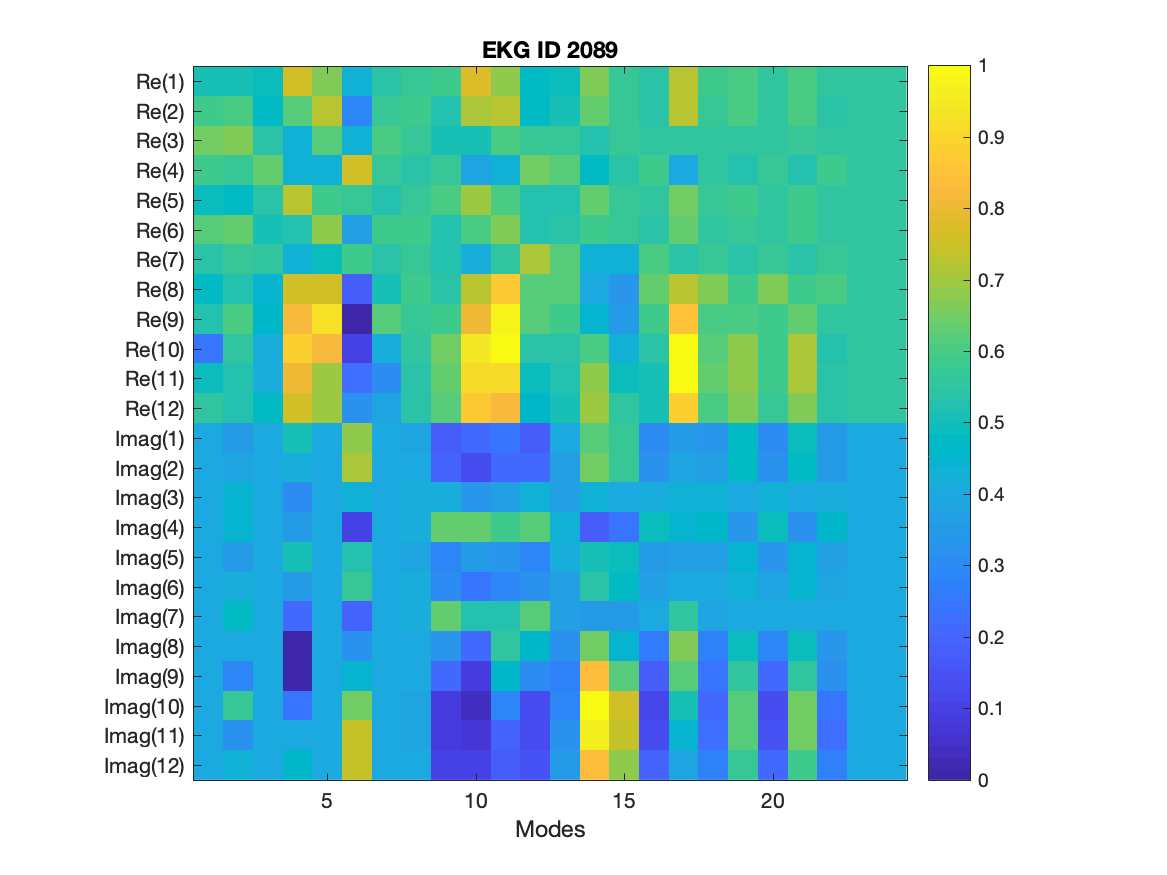 EKG ID 2089
Re(1)
Re(2)
Re(3)
Re(4)
Re(5)
Re(6)
Re(7)
Re(8)
Re(9)
Re(10)
Re(11)
Re(12)
Imag(1)
Imag(2)
Imag(3)
Imag(4)
Imag(5)
Imag(6)
Imag(7)
Imag(8)
Imag(9)
Imag(10)
Imag(11)
Imag(12)
5 10 15 20
Modes
1
0.9
0.8
0.7
0.6
0.5
0.4
0.3
0.2
0.1
0